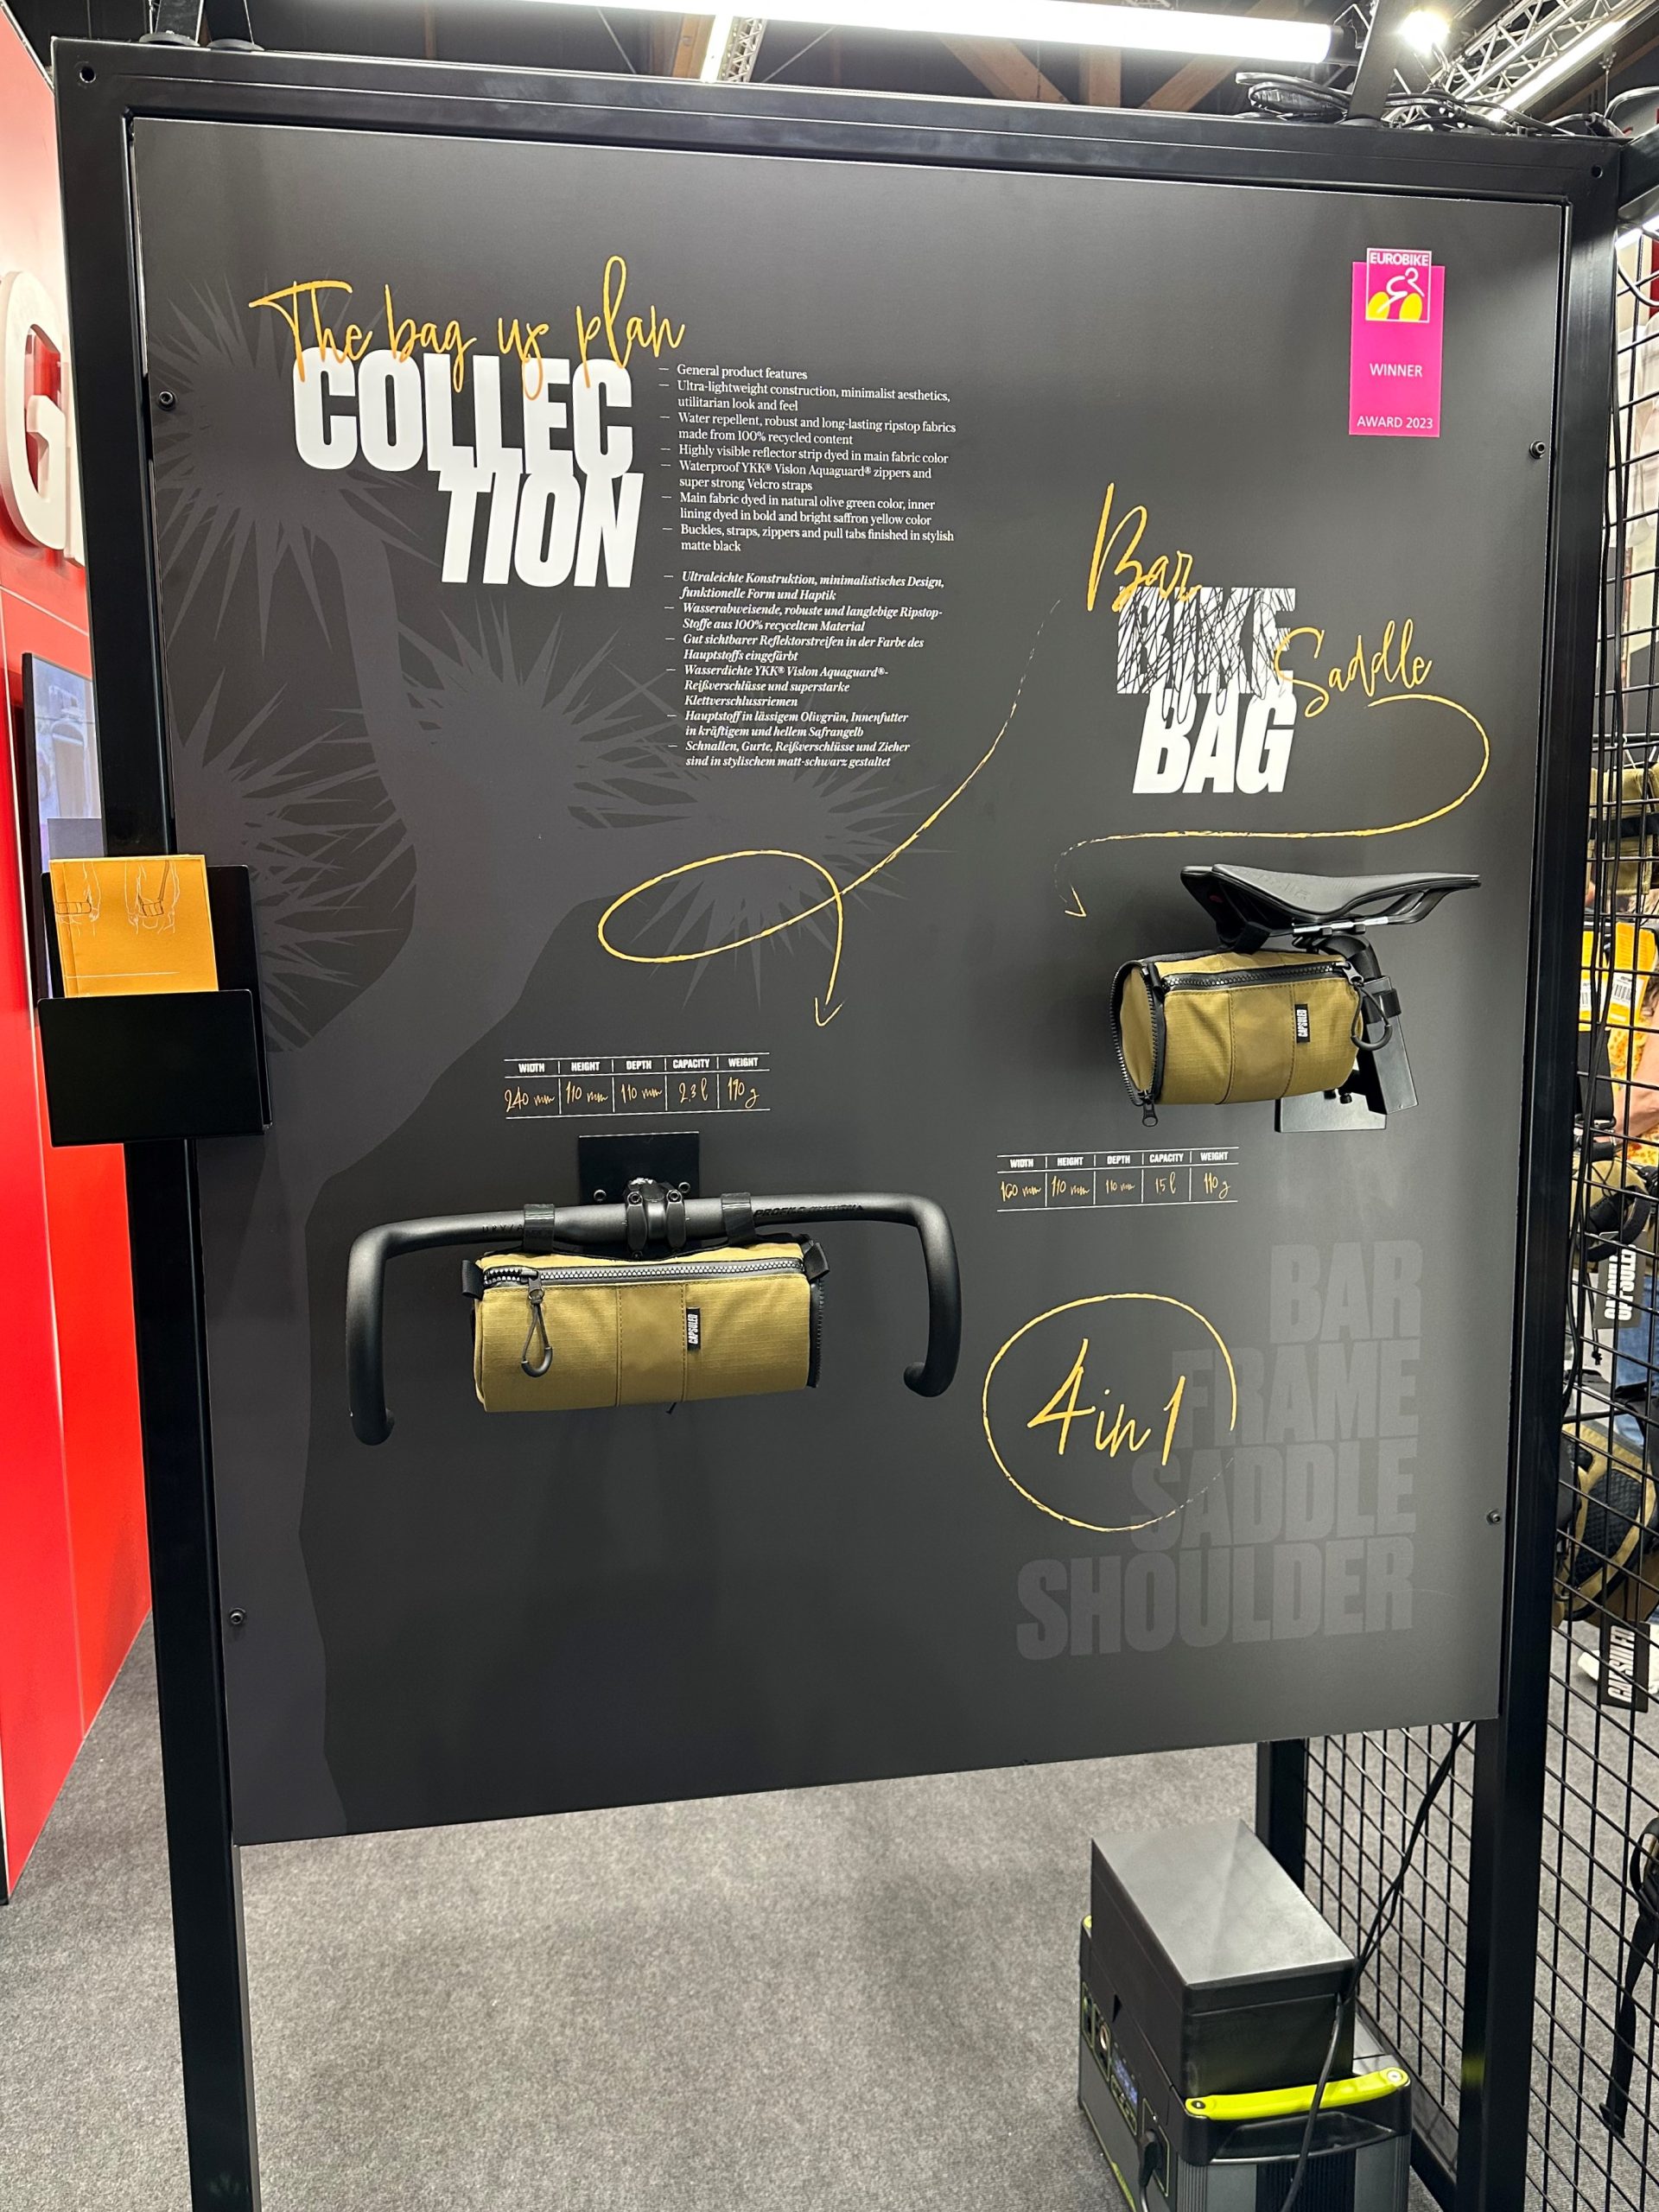 The bag us plan
COLLEC
TION
— General product features
— Ultra-lightweight construction, minimalist aesthetics,
utilitarian look and feel
— Water repellent, robust and long-lasting ripstop fabrics
made from 100% recycled content
— Highly visible reflector strip dyed in main fabric color
— Waterproof YKK® Vislon Aquaguard® zippers and
super strong Velcro straps
— Main fabric dyed in natural olive green color, inner
lining dyed in bold and bright saffron yellow color
— Buckles, straps, zippers and pull tabs finished in stylish
matte black
— Ultraleichte Konstruktion, minimalistisches Design,
funktionelle Form und Haptik
— Wasserabweisende, robuste und langlebige Ripstop-
Stoffe aus 100% recyceltem Material
— Gut sichtbarer Reflektorstreifen in der Farbe des
Hauptstoffs eingefärbt
— Wasserdichte YKK® Vislon Aquaguard®-
Reißverschlüsse und superstarke
Klettverschlussriemen
— Hauptstoff in lässigem Olivgrün, Innenfutter
in kräftigem und hellem Safrangelb
— Schnallen, Gurte, Reißverschlüsse und Zieher
sind in stylischem matt-schwarz gestaltet
EUROBIKE
WINNER
AWARD 2023
Bar
BIKE
Saddle
BAG
CAPSULED
WIDTH HEIGHT DEPTH CAPACITY WEIGHT
240 mm 110 mm 110 mm 2.3 l 190 g
WIDTH HEIGHT DEPTH CAPACITY WEIGHT
160 mm 110 mm 110 mm 1.5 l 110 g
CAPSULED
4in1
BAR
FRAME
SADDLE
SHOULDER
CAPSULED
CAPSULED